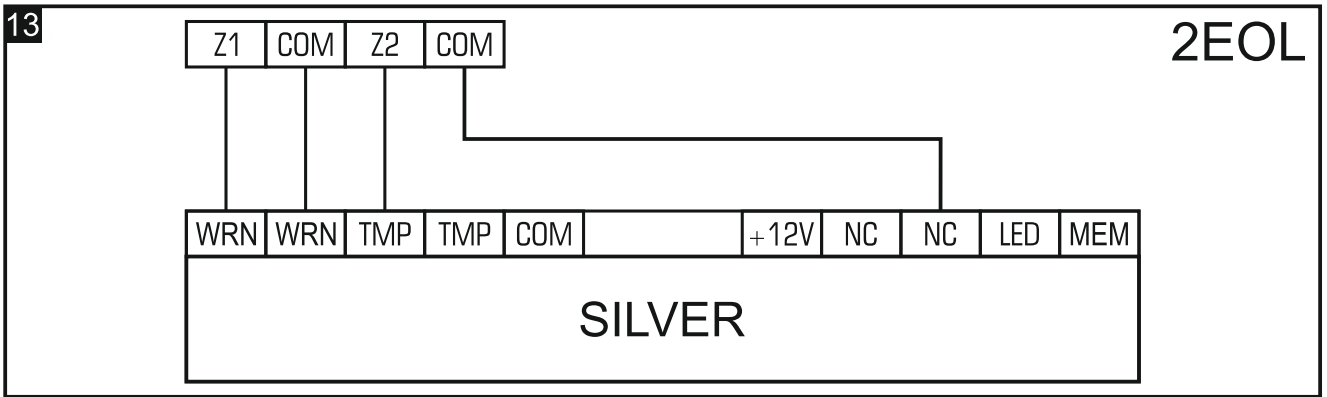 13
2EOL
Z1 COM Z2 COM
WRN WRN TMP TMP COM +12V NC NC LED MEM
SILVER